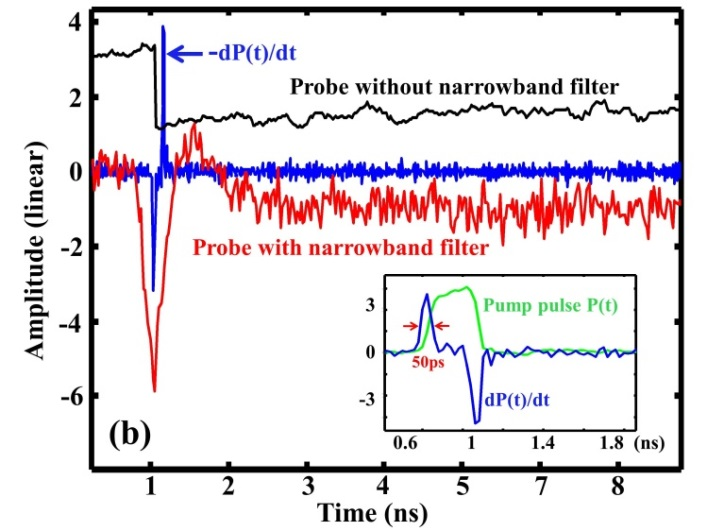 4
2
0
-2
-4
-6
Amplitude (linear)
-dP(t)/dt
Probe without narrowband filter
Probe with narrowband filter
(b)
3
0
-3
Pump pulse P(t)
50ps
dP(t)/dt
0.6 1 1.4 1.8 (ns)
1 2 3 4 5 6 7 8
Time (ns)